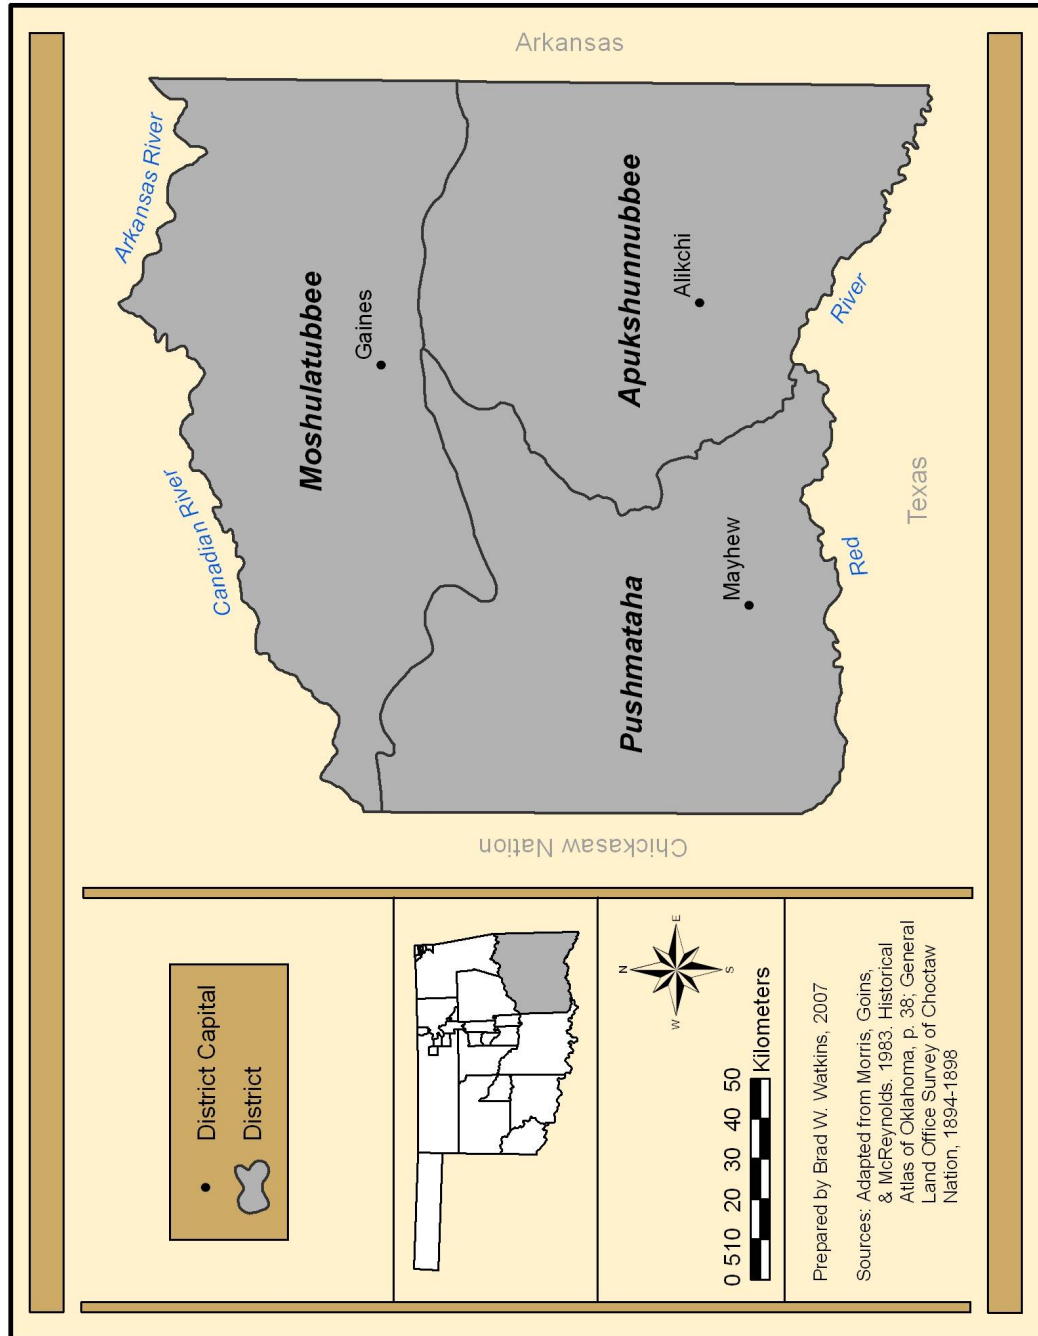 Arkansas
Arkansas River
Canadian River
Moshulatubbee
Gaines
Apukshunnubbee
Alikchi
Pushmataha
Mayhew
Red
River
Texas
Chickasaw Nation
District Capital
District
N
E
S
W
0 510 20 30 40 50
Kilometers
Prepared by Brad W. Watkins, 2007
Sources: Adapted from Morris, Goins,
& McReynolds. 1983. Historical
Atlas of Oklahoma, p. 38; General
Land Office Survey of Choctaw
Nation, 1894-1898